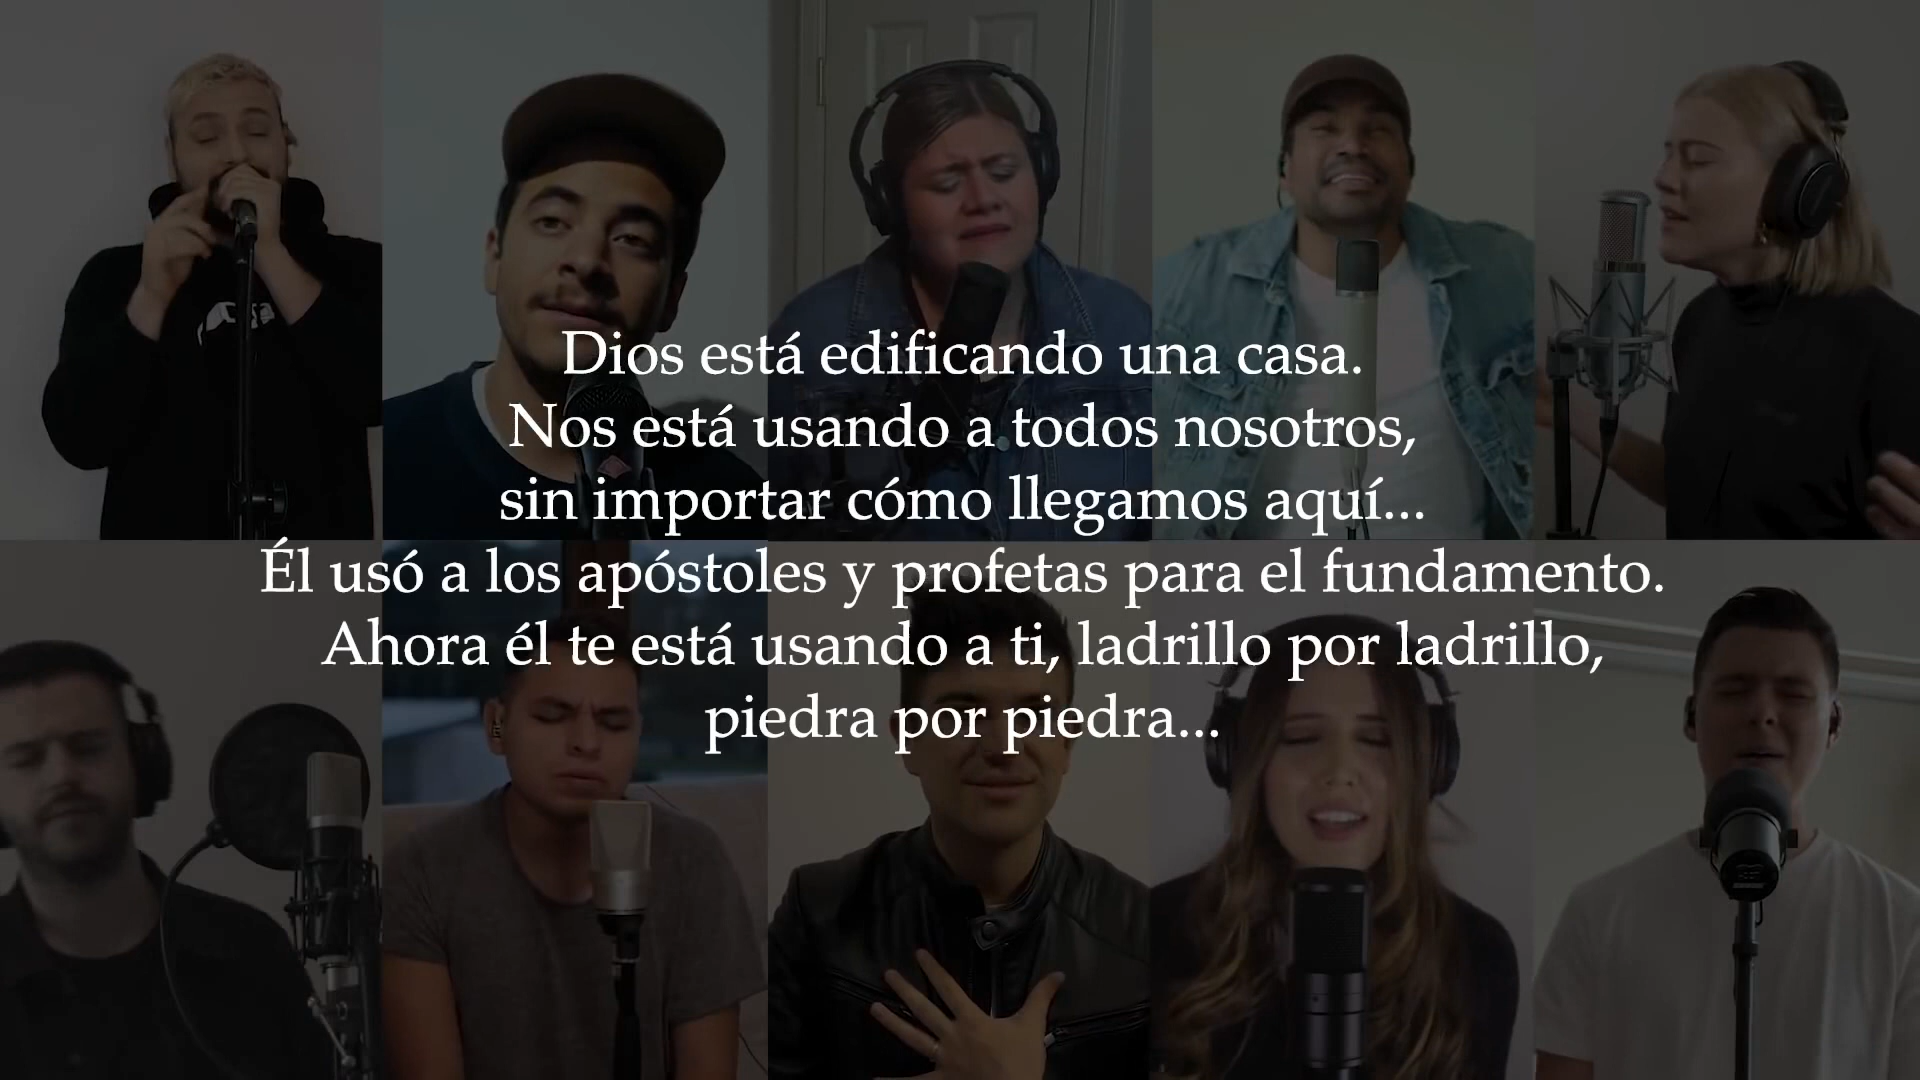 Dios está edificando una casa.
Nos está usando a todos nosotros,
sin importar cómo llegamos aquí...
Él usó a los apóstoles y profetas para el fundamento.
Ahora él te está usando a ti, ladrillo por ladrillo,
piedra por piedra...